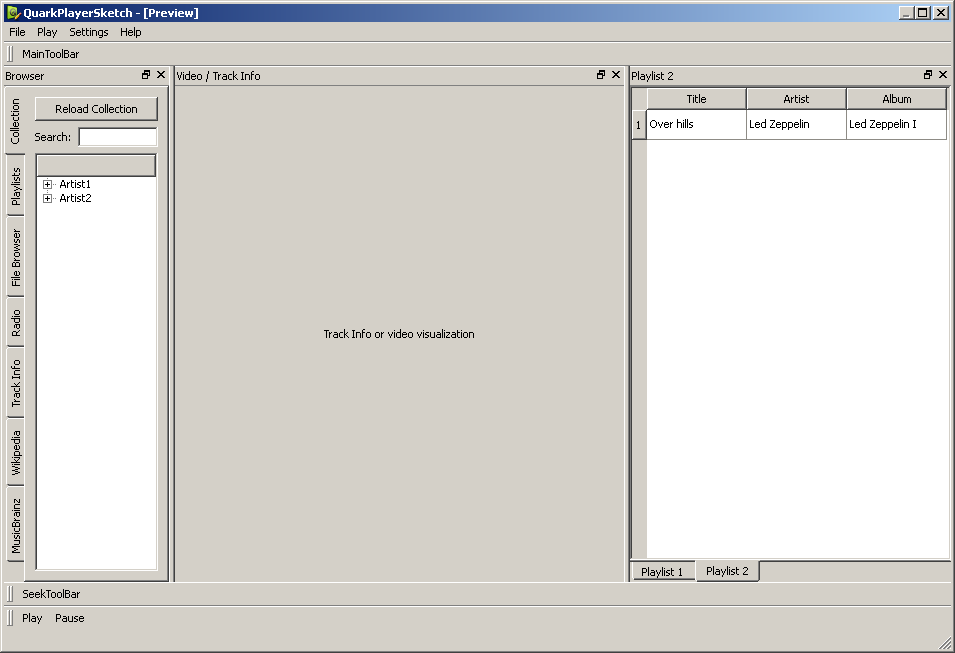 QuarkPlayerSketch - [Preview]
File Play Settings Help
MainToolBar
Browser
Collection
Playlists
File Browser
Radio
Track Info
Wikipedia
MusicBrainz
Reload Collection
Search:
Artist1
Artist2
Video / Track Info
Track Info or video visualization
Playlist 2
Title Artist Album
1 Over hills Led Zeppelin Led Zeppelin I
Playlist 1 Playlist 2
SeekToolBar
Play Pause